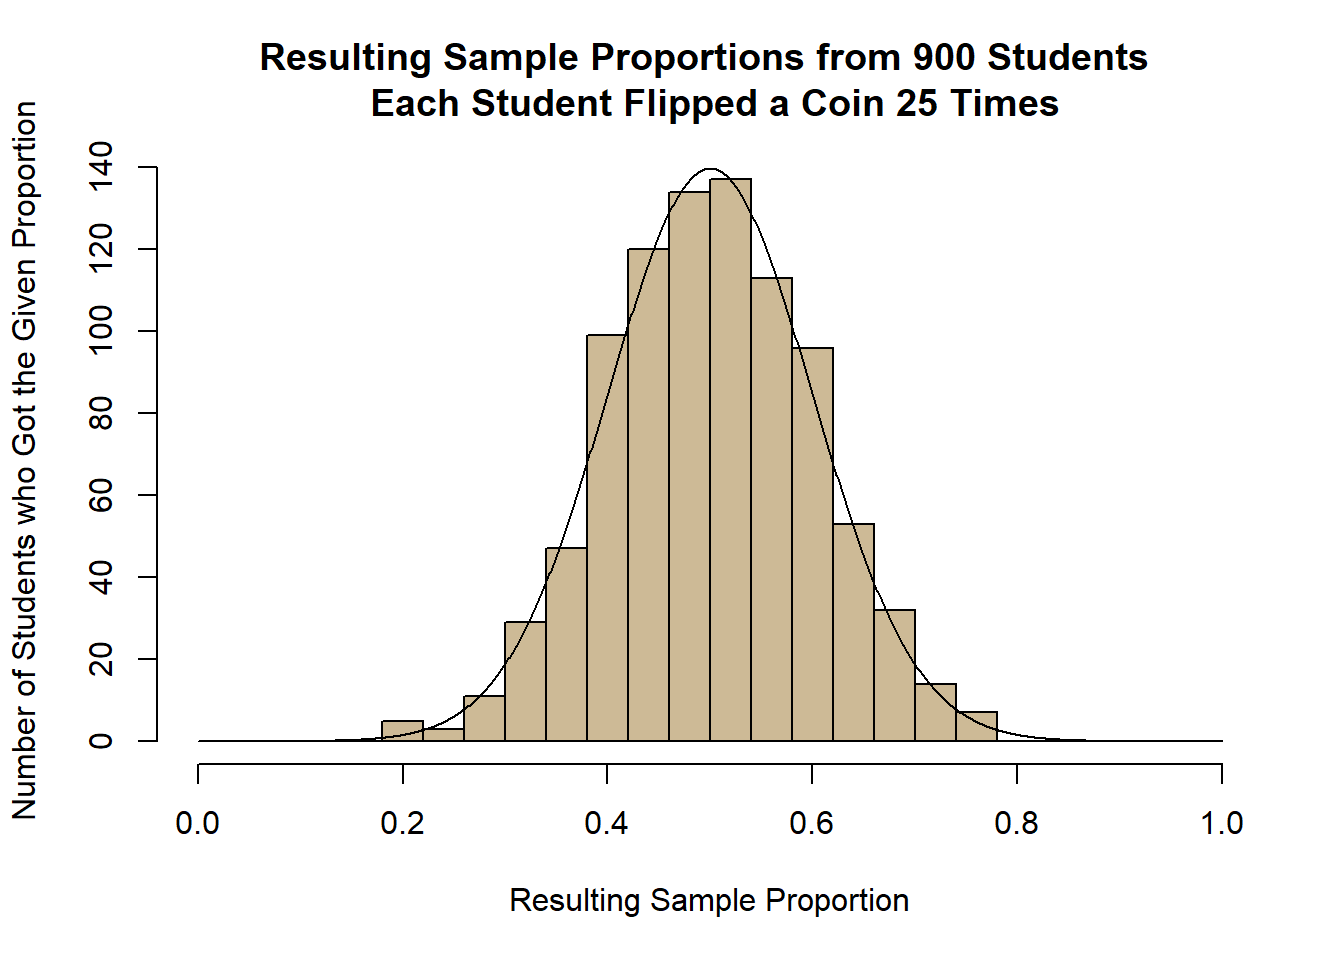 Resulting Sample Proportions from 900 Students
Each Student Flipped a Coin 25 Times
Number of Students who Got the Given Proportion
140
120
100
80
60
40
20
0
0.0 0.2 0.4 0.6 0.8 1.0
Resulting Sample Proportion